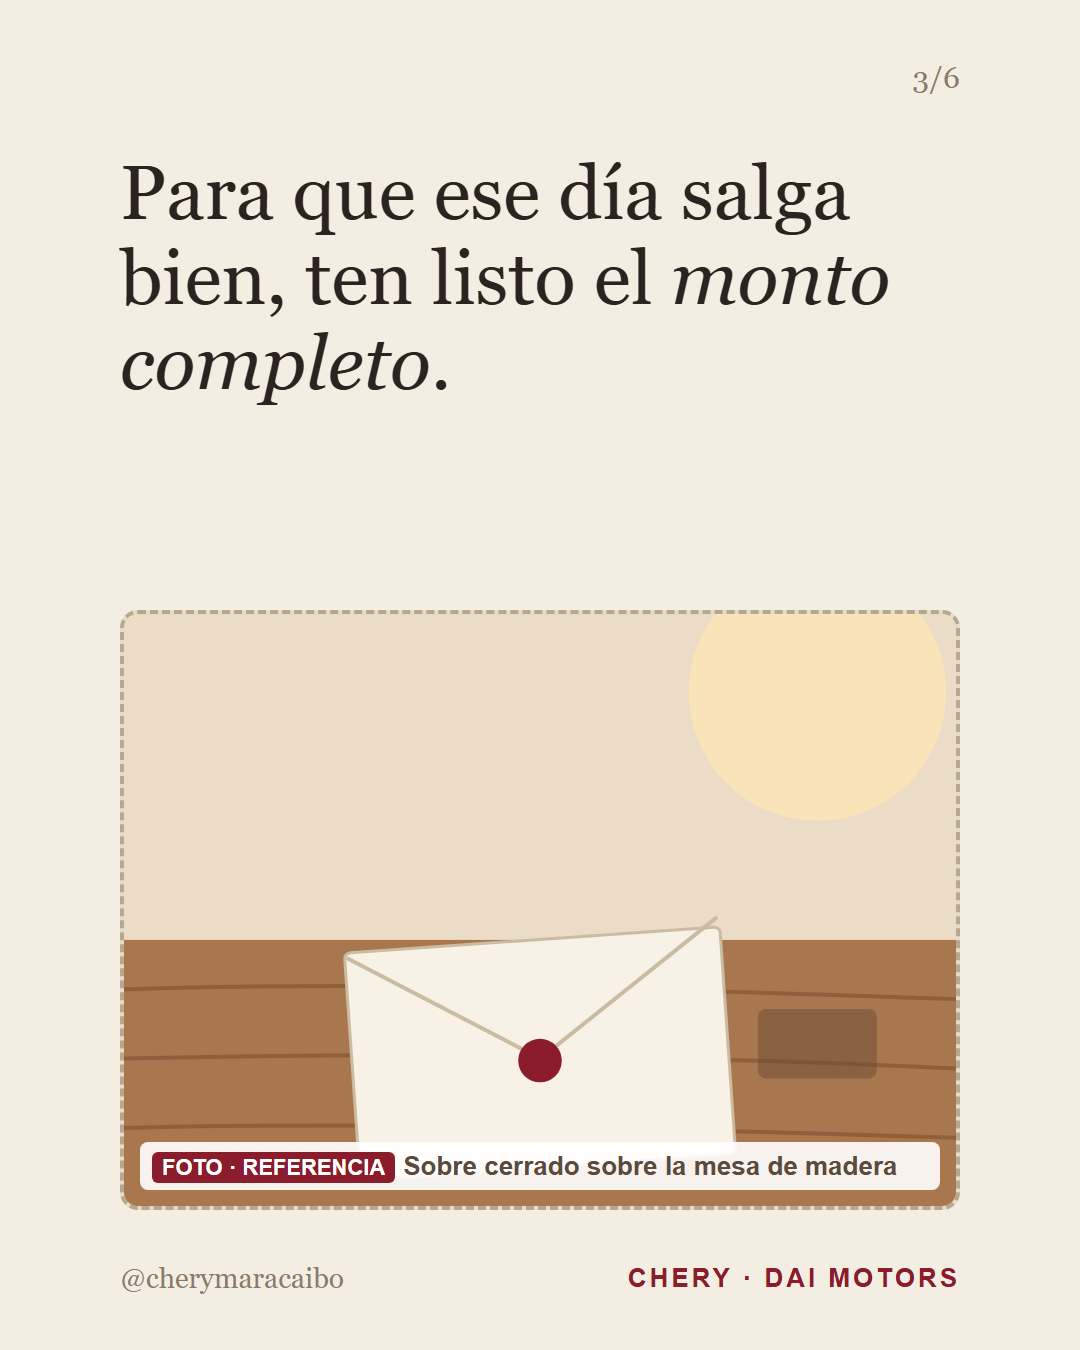 3/6
Para que ese día salga
bien, ten listo el monto
completo.
FOTO · REFERENCIA Sobre cerrado sobre la mesa de madera
@cherymaracaibo
CHERY · DAI MOTORS